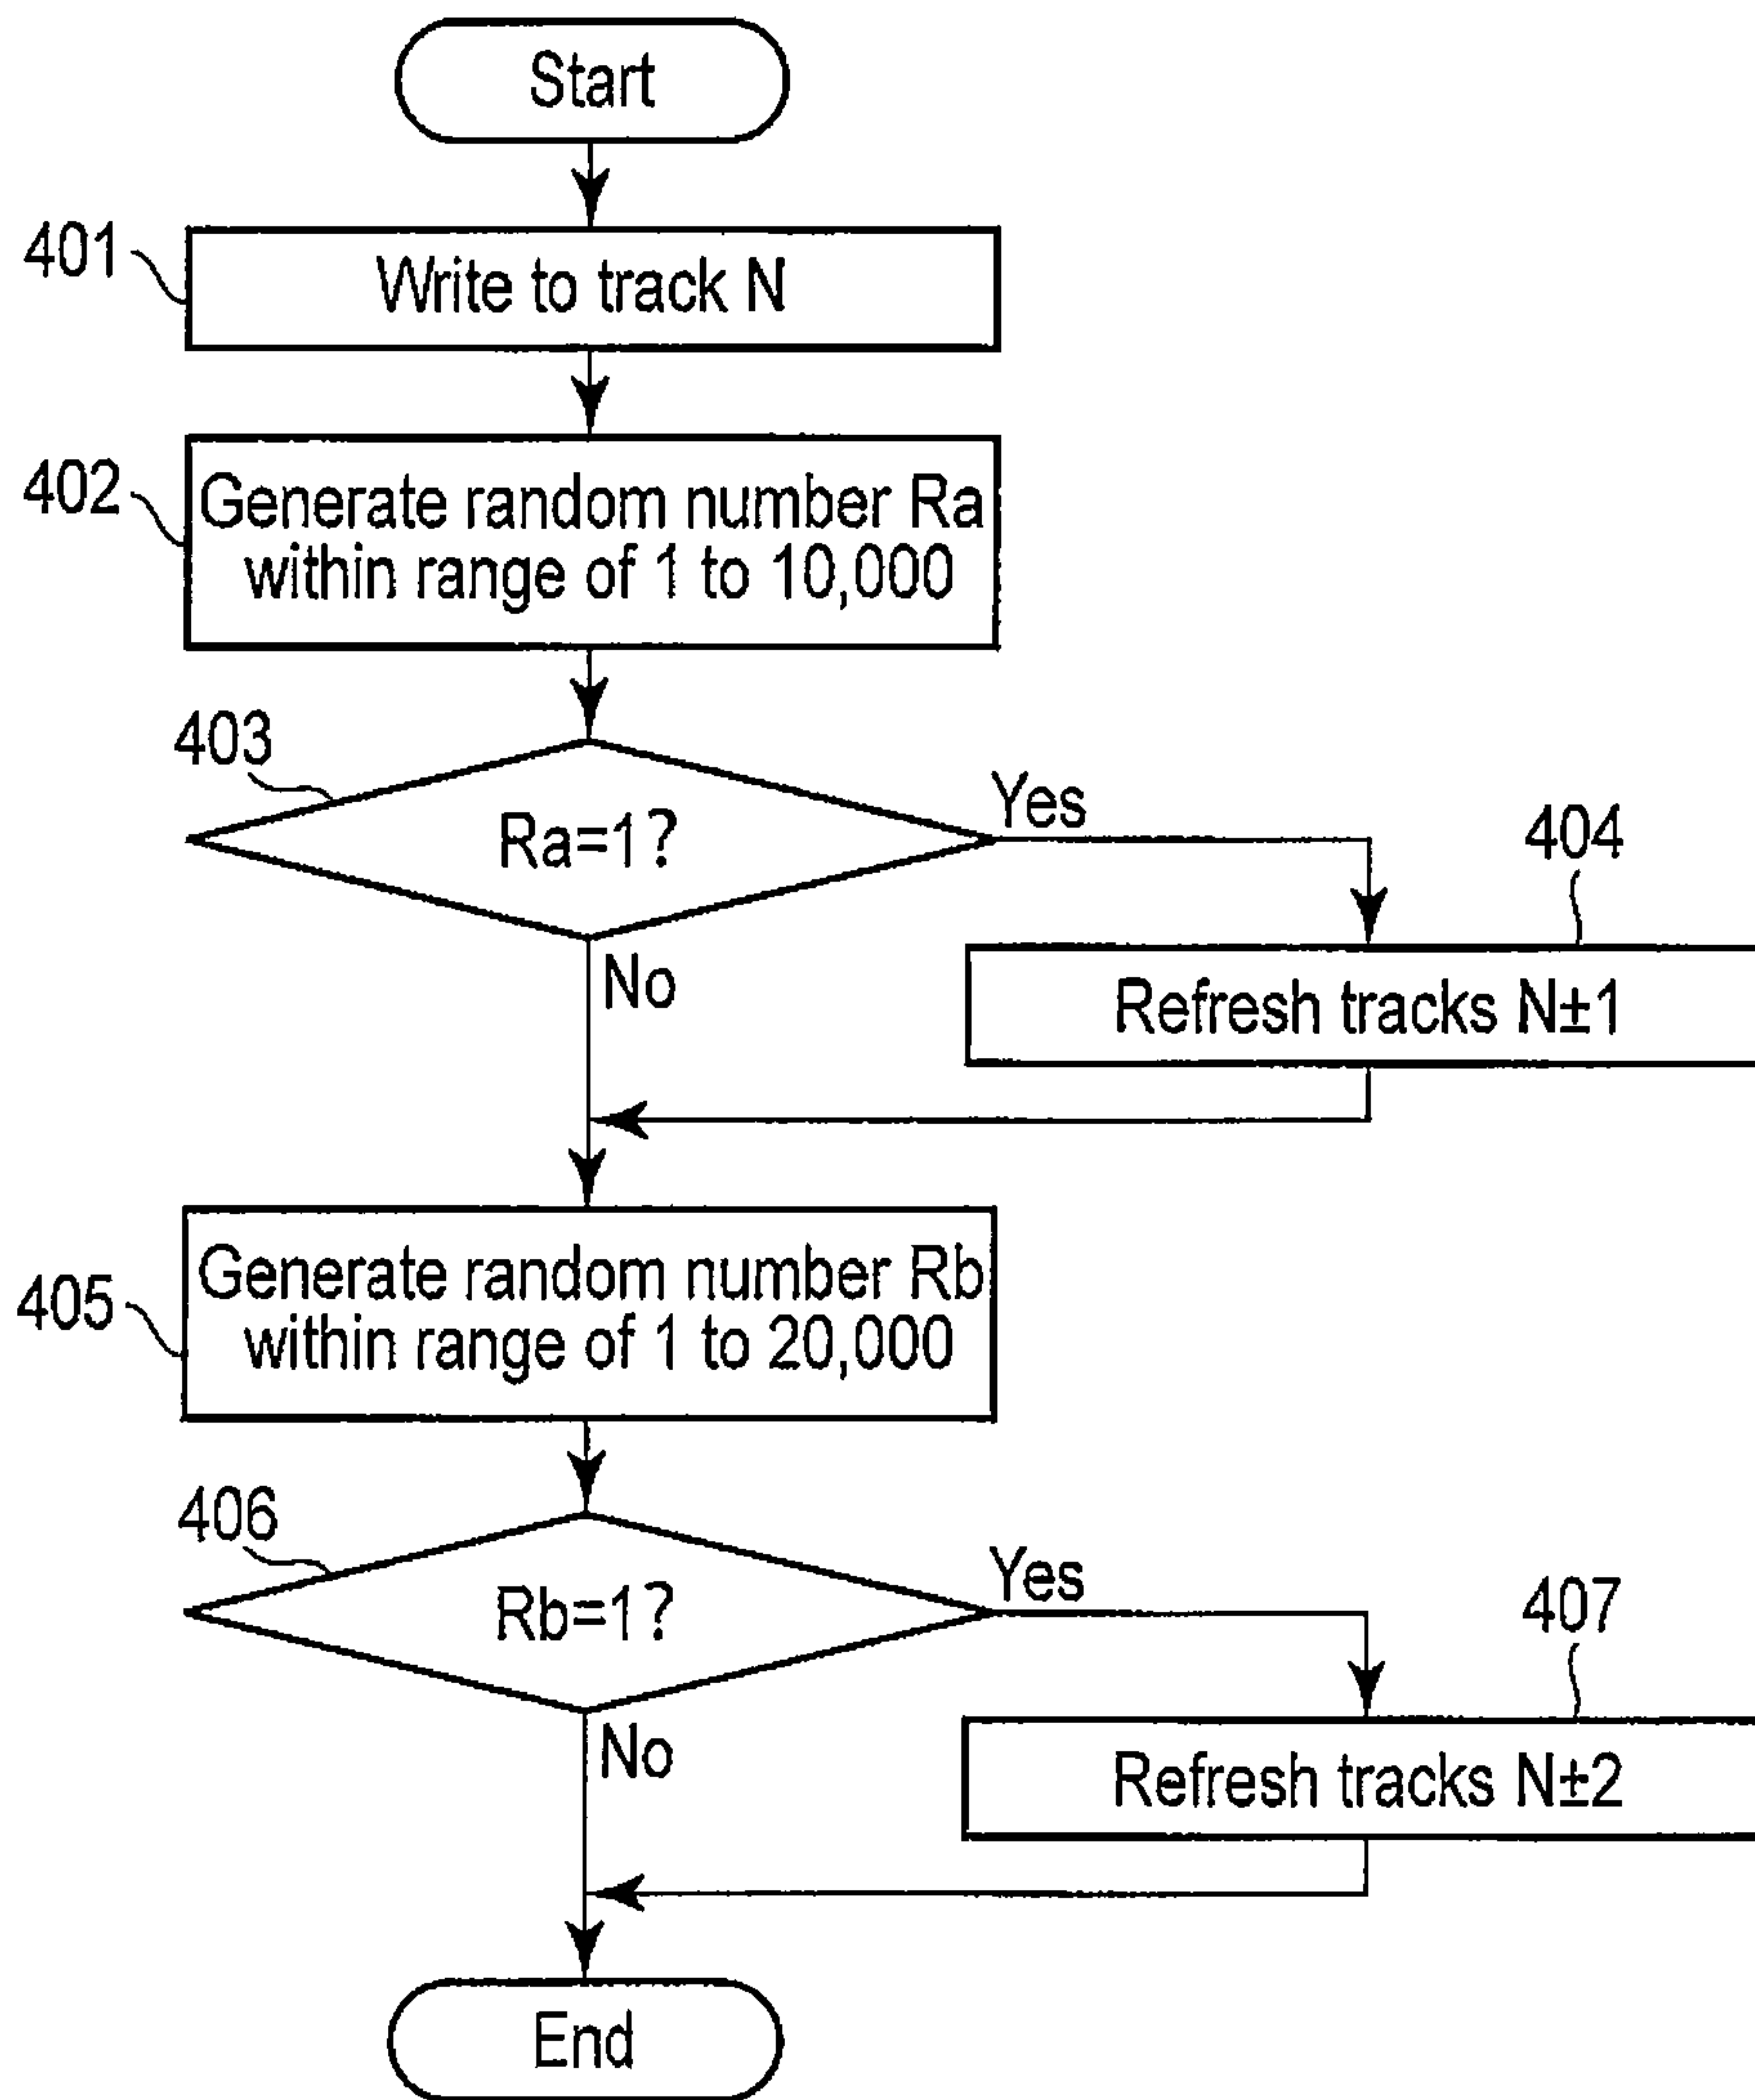 Start
401
Write to track N
402
Generate random number Ra
within range of 1 to 10,000
403
Ra=1?
Yes
404
No
Refresh tracks N±1
Generate random number Rb
405
within range of 1 to 20,000
406
Rb=1?
Yes
407
No
Refresh tracks N±2
End